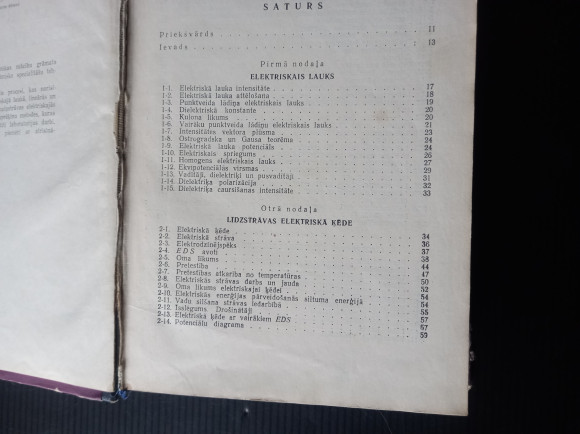 SATURS
Priekšvārds 11
Ievads 13
Pirmā nodaļa
ELEKTRISKAIS LAUKS
1-1. Elektriskā lauka intensitāte 17
1-2. Elektriskā lauka attēlošana 18
1-3. Punktveida lādiņa elektriskais lauks 19
1-4. Dielektriskā konstante 20
1-5. Kulona likums 20
1-6. Vairāku punktveida lādiņu elektriskais lauks 21
1-7. Intensitātes vektora plūsma 23
1-8. Ostrogradska un Gausa teorēma 24
1-9. Elektriskā lauka potenciāls 24
1-10. Elektriskais spriegums 26
1-11. Homogens elektriskais lauks 27
1-12. Ekvipotenciālas virsmas 29
1-13. Vadītāji, dielektriķi un pusvadītāji 31
1-14. Dielektriķa polarizācija 32
1-15. Dielektriķa caursišanas intensitāte 33
Otrā nodaļa
LĪDZSTRĀVAS ELEKTRISKĀ ĶĒDE
2-1. Elektriskā ķēde 34
2-2. Elektriskā strāva 36
2-3. Elektrodzinējspēks 37
2-4. EDS avoti 38
2-5. Oma likums
2-6. Pretestība 44
2-7. Pretestības atkarība no temperatūras 47
2-8. Elektriskās strāvas darbs un jauda 50
2-9. Oma likums elektriskajai ķēdei 52
2-10. Elektriskās enerģijas pārveidošanās siltuma enerģijā 54
2-11. Vadu silšana strāvas iedarbībā 54
2-12. Īsslēgums. Drošinātāji 55
2-13. Elektriskā ķēde ar vairākiem EDS 57
2-14. Potenciālu diagrama 59